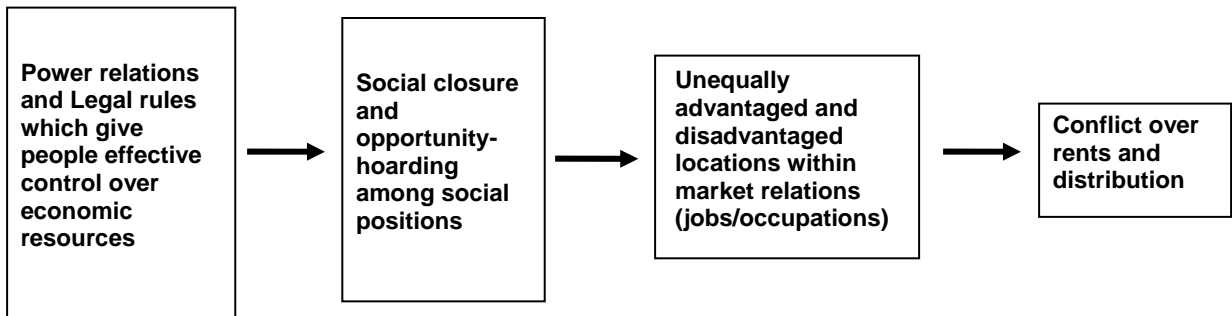 Power relations
and Legal rules
which give
people effective
control over
economic
resources
Social closure
and
opportunity-
hoarding
among social
positions
Unequally
advantaged and
disadvantaged
locations within
market relations
(jobs/occupations)
Conflict over
rents and
distribution